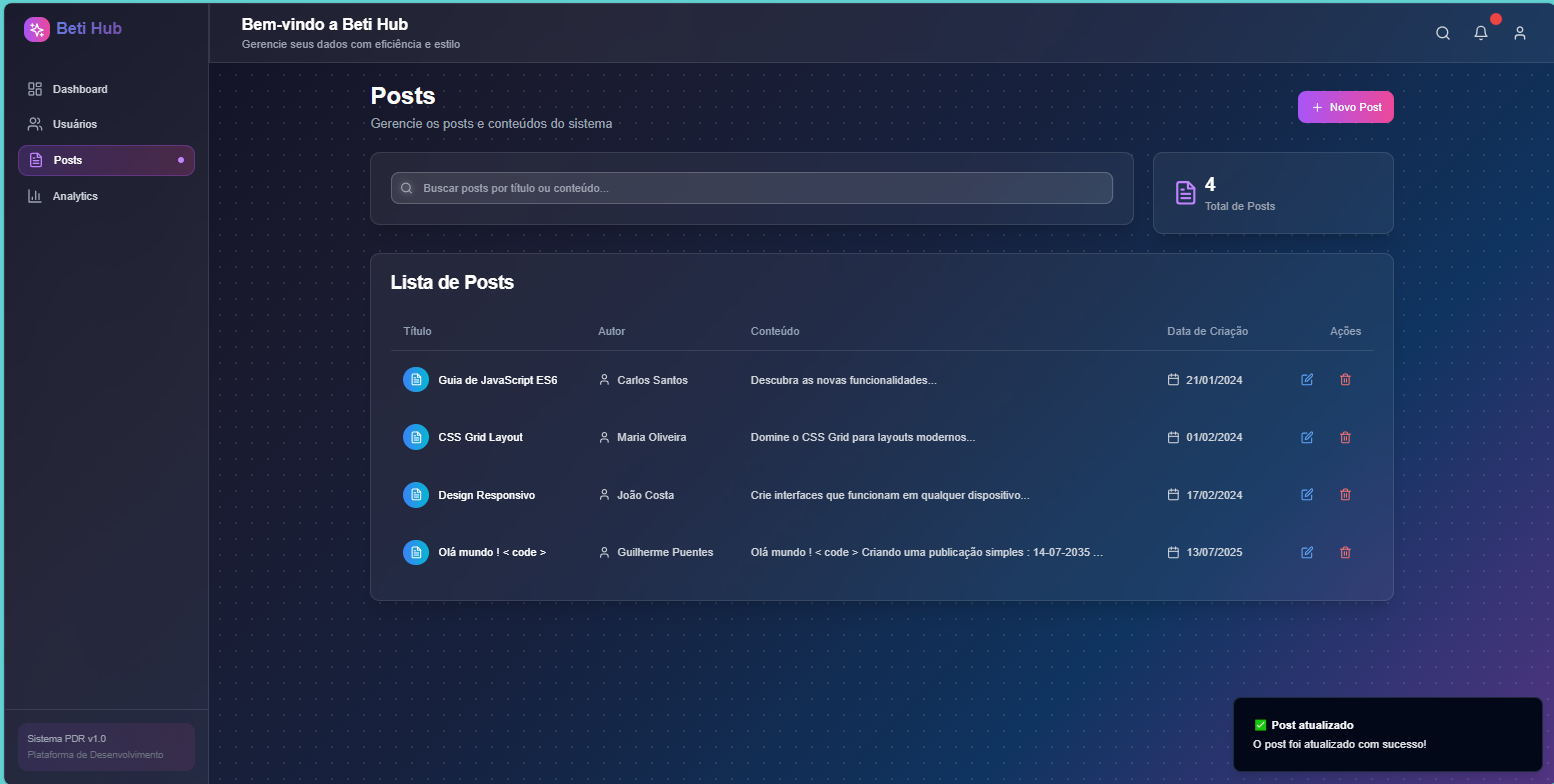 Beti Hub
Bem-vindo a Beti Hub
Gerencie seus dados com eficiência e estilo
Dashboard
Usuários
Posts
Analytics
Posts
Gerencie os posts e conteúdos do sistema
Novo Post
Buscar posts por título ou conteúdo...
4
Total de Posts
Lista de Posts
Título Autor Conteúdo Data de Criação Ações
Guia de JavaScript ES6 Carlos Santos Descubra as novas funcionalidades... 21/01/2024
CSS Grid Layout Maria Oliveira Domine o CSS Grid para layouts modernos... 01/02/2024
Design Responsivo João Costa Crie interfaces que funcionam em qualquer dispositivo... 17/02/2024
Olá mundo ! < code > Guilherme Puentes Olá mundo ! < code > Criando uma publicação simples : 14-07-2035 ... 13/07/2025
Sistema PDR v1.0
Plataforma de Desenvolvimento
✅ Post atualizado
O post foi atualizado com sucesso!